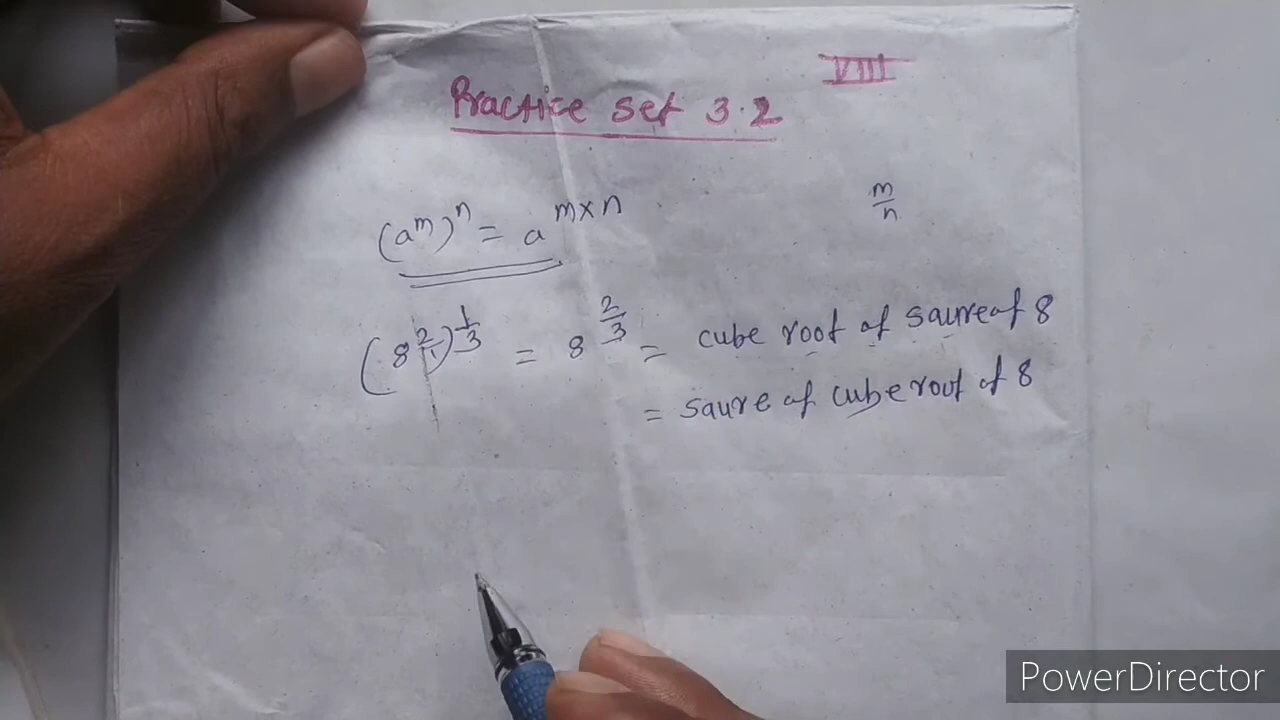 VIII
Practice Set 3.2
m/n
(a^m)^n = a^(m×n)
(8^(2/1))^(1/3) = 8^(2/3) = cube root of saure of 8
= saure of cube root of 8
PowerDirector